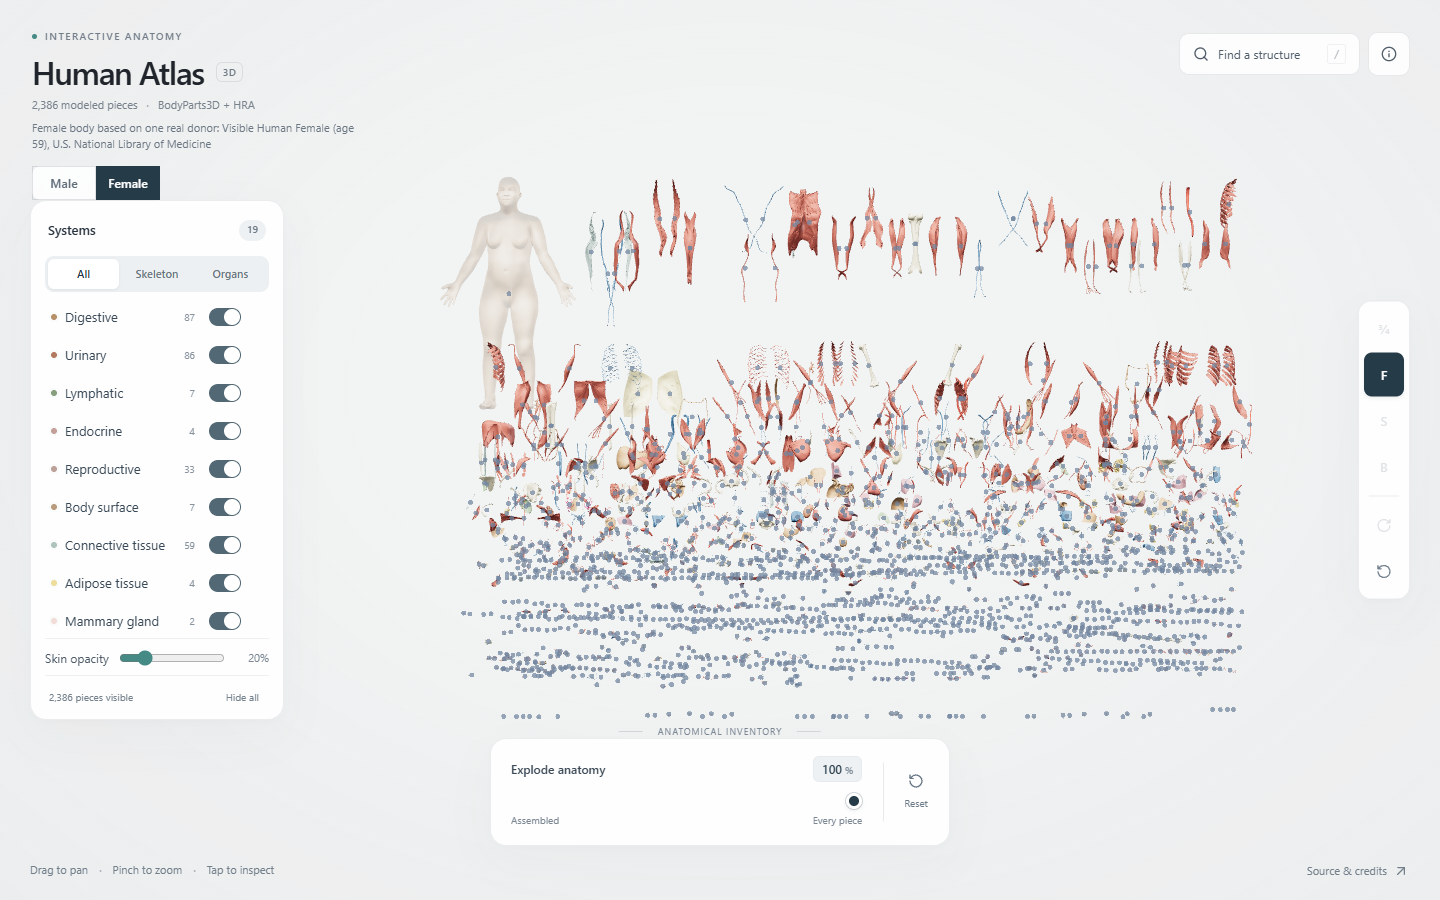 INTERACTIVE ANATOMY
Human Atlas 3D
2,386 modeled pieces · BodyParts3D + HRA
Female body based on one real donor: Visible Human Female (age
59), U.S. National Library of Medicine
Male Female
Find a structure /
Systems 19
All Skeleton Organs
Digestive 87
Urinary 86
Lymphatic 7
Endocrine 4
Reproductive 33
Body surface 7
Connective tissue 59
Adipose tissue 4
Mammary gland 2
Skin opacity 20%
2,386 pieces visible Hide all
¾
F
S
B
ANATOMICAL INVENTORY
Explode anatomy 100 %
Assembled Every piece
Reset
Drag to pan · Pinch to zoom · Tap to inspect
Source & credits